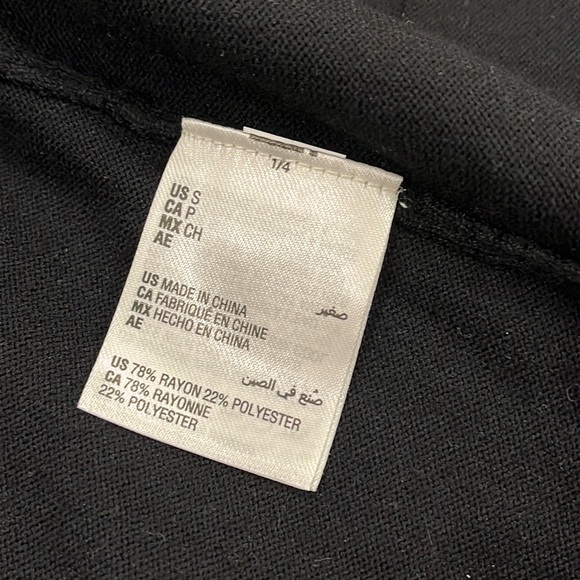 1/4
US S
CA P
MX CH
AE صغير
US MADE IN CHINA
CA FABRIQUÉ EN CHINE
MX HECHO EN CHINA
AE صُنع في الصين
US 78% RAYON 22% POLYESTER
CA 78% RAYONNE
22% POLYESTER